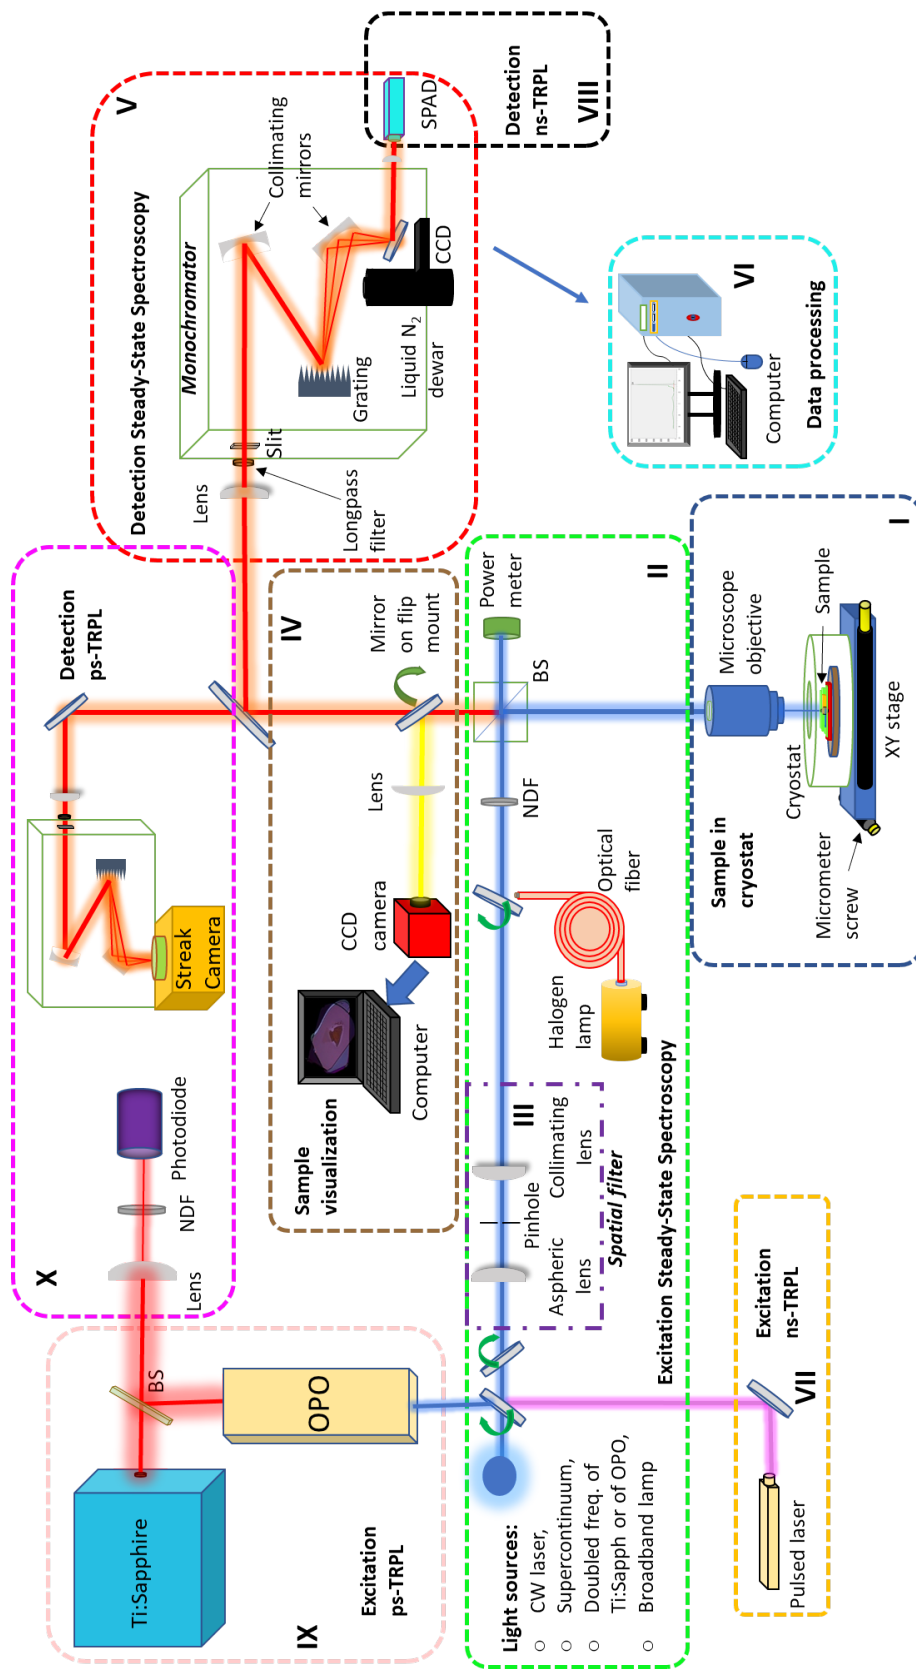 IX
Excitation
ps-TRPL
Ti:Sapphire
BS
OPO
X
Lens
NDF
Photodiode
Streak
Camera
Detection
ps-TRPL
V
Detection Steady-State Spectroscopy
Monochromator
Lens
Longpass
filter
Slit
Grating
Collimating
mirrors
Liquid N2
dewar
CCD
SPAD
Detection
ns-TRPL
VIII
IV
Sample
visualization
Computer
CCD
camera
Lens
Mirror
on flip
mount
Light sources:
○ CW laser,
○ Supercontinuum,
○ Doubled freq. of
Ti:Sapph or of OPO,
○ Broadband lamp
III
Aspheric
lens
Pinhole
Collimating
lens
Spatial filter
Halogen
lamp
Optical
fiber
NDF
BS
Power
meter
II
Excitation Steady-State Spectroscopy
VI
Computer
Data processing
Pulsed laser
Excitation
ns-TRPL
VII
Sample in
cryostat
Microscope
objective
Cryostat
Sample
Micrometer
screw
XY stage
I